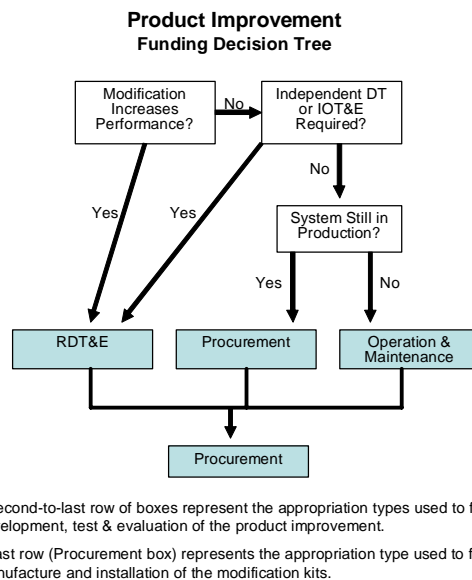 Product Improvement
Funding Decision Tree
Modification
Increases
Performance?
No
Independent DT
or IOT&E
Required?
No
Yes
Yes
System Still in
Production?
Yes
No
RDT&E
Procurement
Operation &
Maintenance
Procurement
econd-to-last row of boxes represent the appropriation types used to f
elopment, test & evaluation of the product improvement.
ast row (Procurement box) represents the appropriation type used to f
nufacture and installation of the modification kits.